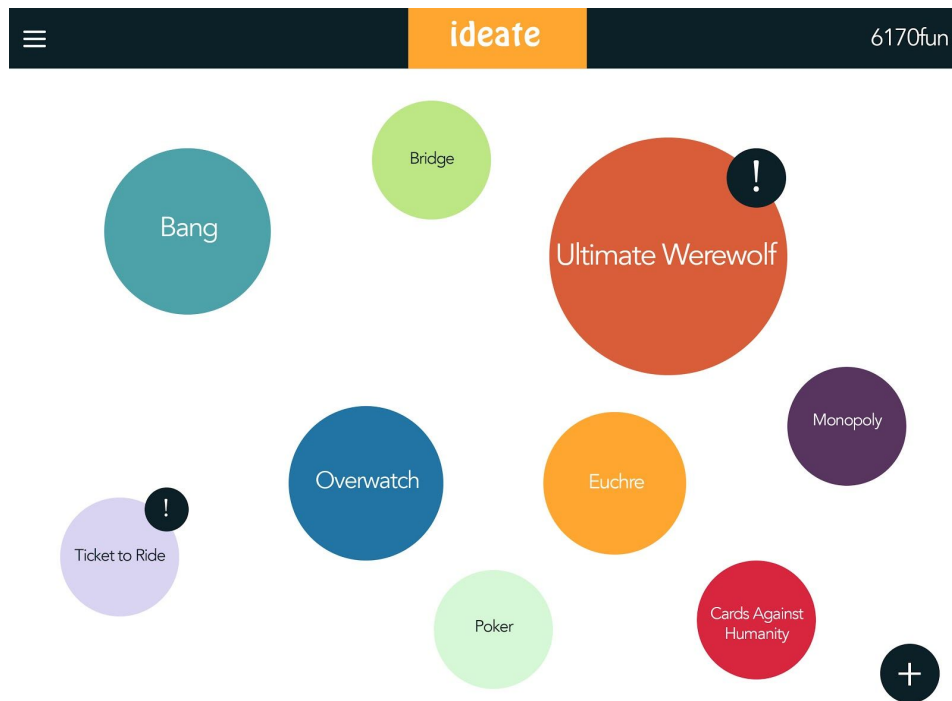 ideate
6170fun
Bridge
!
Bang
Ultimate Werewolf
Monopoly
Overwatch
Euchre
!
Ticket to Ride
Cards Against
Humanity
Poker
+